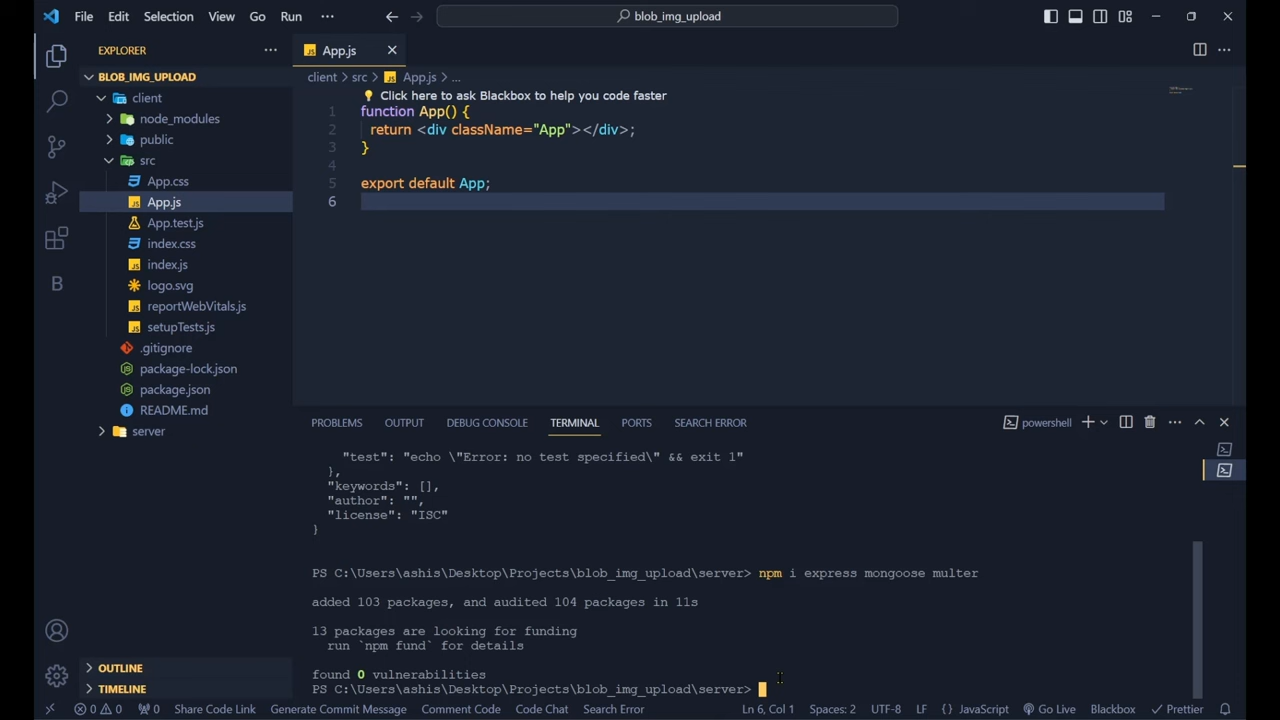 File Edit Selection View Go Run ··· blob_img_upload
EXPLORER ···
BLOB_IMG_UPLOAD
client
node_modules
public
src
App.css
App.js
App.test.js
index.css
index.js
logo.svg
reportWebVitals.js
setupTests.js
.gitignore
package-lock.json
package.json
README.md
server
OUTLINE
TIMELINE
App.js
client > src > App.js > ...
Click here to ask Blackbox to help you code faster
1 function App() {
2 return <div className="App"></div>;
3 }
4
5 export default App;
6
PROBLEMS OUTPUT DEBUG CONSOLE TERMINAL PORTS SEARCH ERROR powershell
"test": "echo \"Error: no test specified\" && exit 1"
},
"keywords": [],
"author": "",
"license": "ISC"
}
PS C:\Users\ashis\Desktop\Projects\blob_img_upload\server> npm i express mongoose multer
added 103 packages, and audited 104 packages in 11s
13 packages are looking for funding
run `npm fund` for details
found 0 vulnerabilities
PS C:\Users\ashis\Desktop\Projects\blob_img_upload\server>
0 0 0 Share Code Link Generate Commit Message Comment Code Code Chat Search Error Ln 6, Col 1 Spaces: 2 UTF-8 LF {} JavaScript Go Live Blackbox Prettier